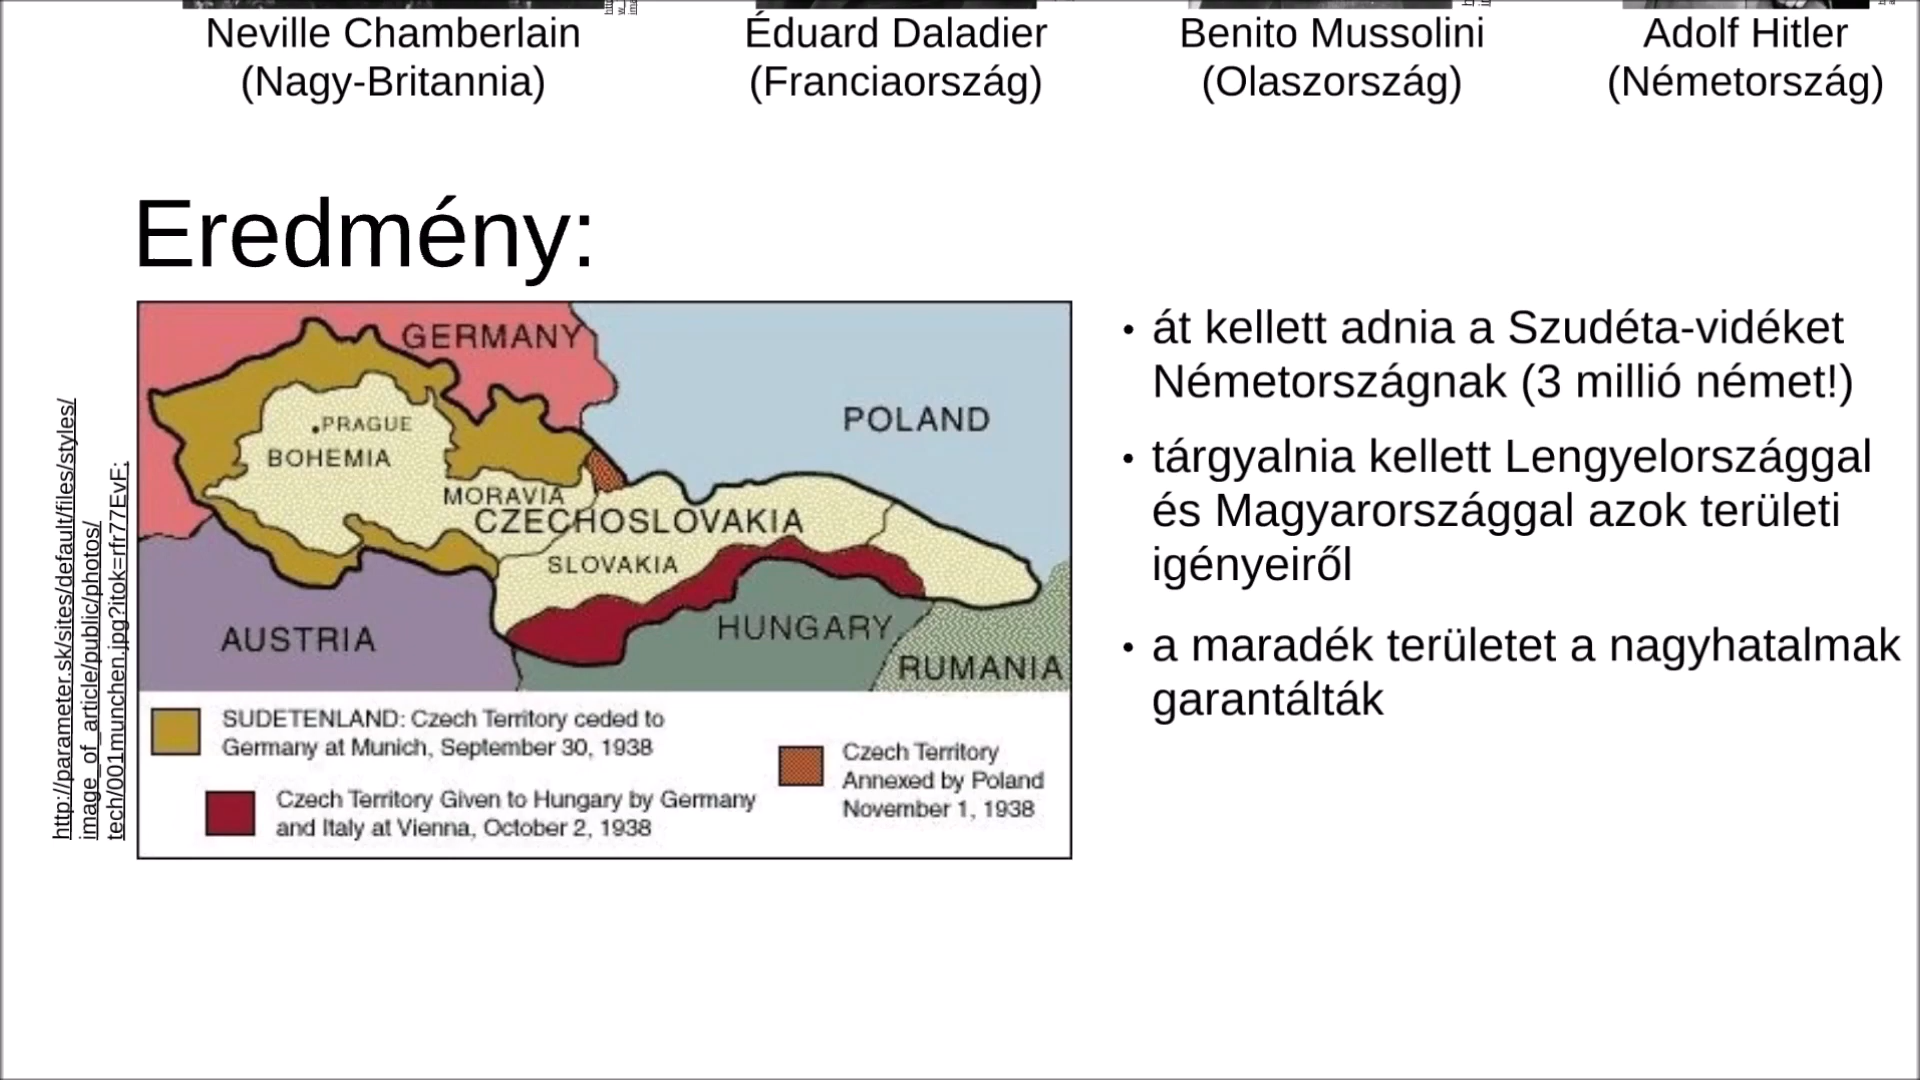 Neville Chamberlain
(Nagy-Britannia)
Éduard Daladier
(Franciaország)
Benito Mussolini
(Olaszország)
Adolf Hitler
(Németország)
Eredmény:
http://parameter.sk/sites/default/files/styles/
image_of_article/public/photos/
tech/001munchen.jpg?itok=rfr77EvF;
GERMANY
POLAND
PRAGUE
BOHEMIA
MORAVIA
CZECHOSLOVAKIA
SLOVAKIA
AUSTRIA
HUNGARY
RUMANIA
SUDETENLAND: Czech Territory ceded to
Germany at Munich, September 30, 1938
Czech Territory Given to Hungary by Germany
and Italy at Vienna, October 2, 1938
Czech Territory
Annexed by Poland
November 1, 1938
• át kellett adnia a Szudéta-vidéket
Németországnak (3 millió német!)
• tárgyalnia kellett Lengyelországgal
és Magyarországgal azok területi
igényeiről
• a maradék területet a nagyhatalmak
garantálták